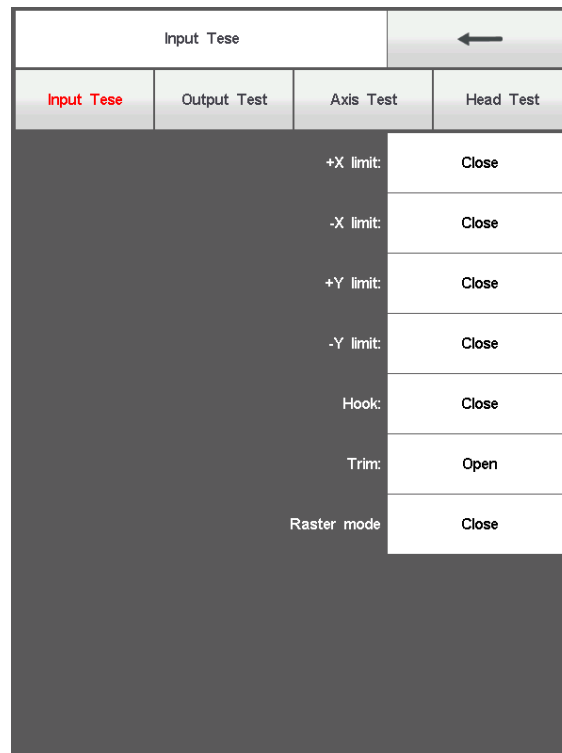 Input Tese
Input Tese Output Test Axis Test Head Test
+X limit: Close
-X limit: Close
+Y limit: Close
-Y limit: Close
Hook: Close
Trim: Open
Raster mode Close